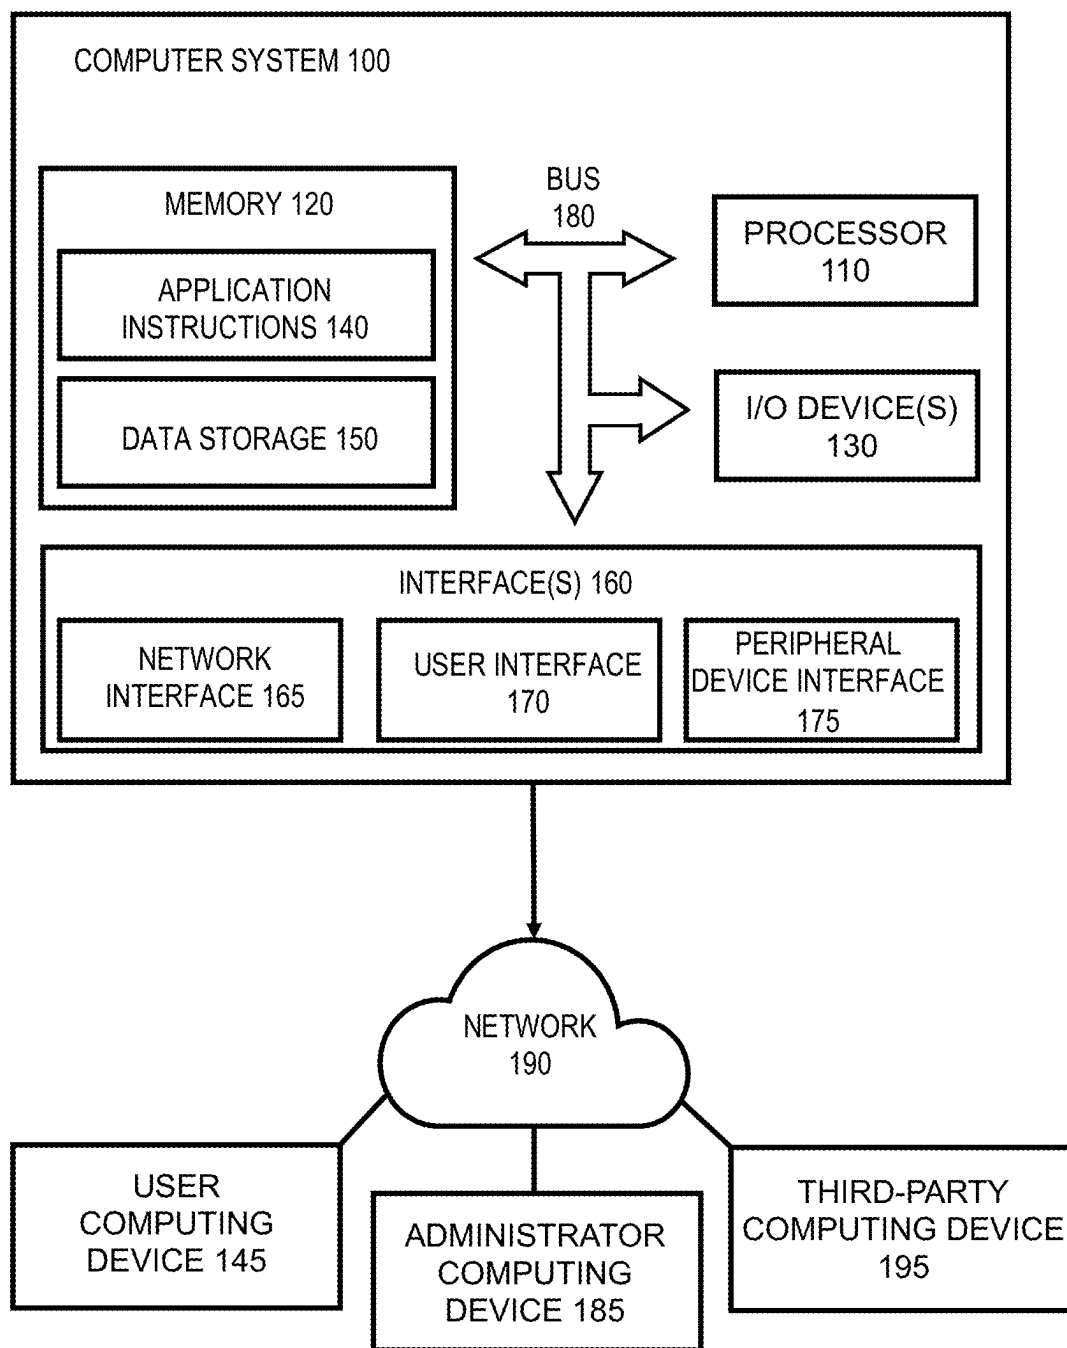 COMPUTER SYSTEM 100
MEMORY 120
APPLICATION
INSTRUCTIONS 140
DATA STORAGE 150
BUS
180
PROCESSOR
110
I/O DEVICE(S)
130
INTERFACE(S) 160
NETWORK
INTERFACE 165
USER INTERFACE
170
PERIPHERAL
DEVICE INTERFACE
175
NETWORK
190
USER
COMPUTING
DEVICE 145
ADMINISTRATOR
COMPUTING
DEVICE 185
THIRD-PARTY
COMPUTING DEVICE
195